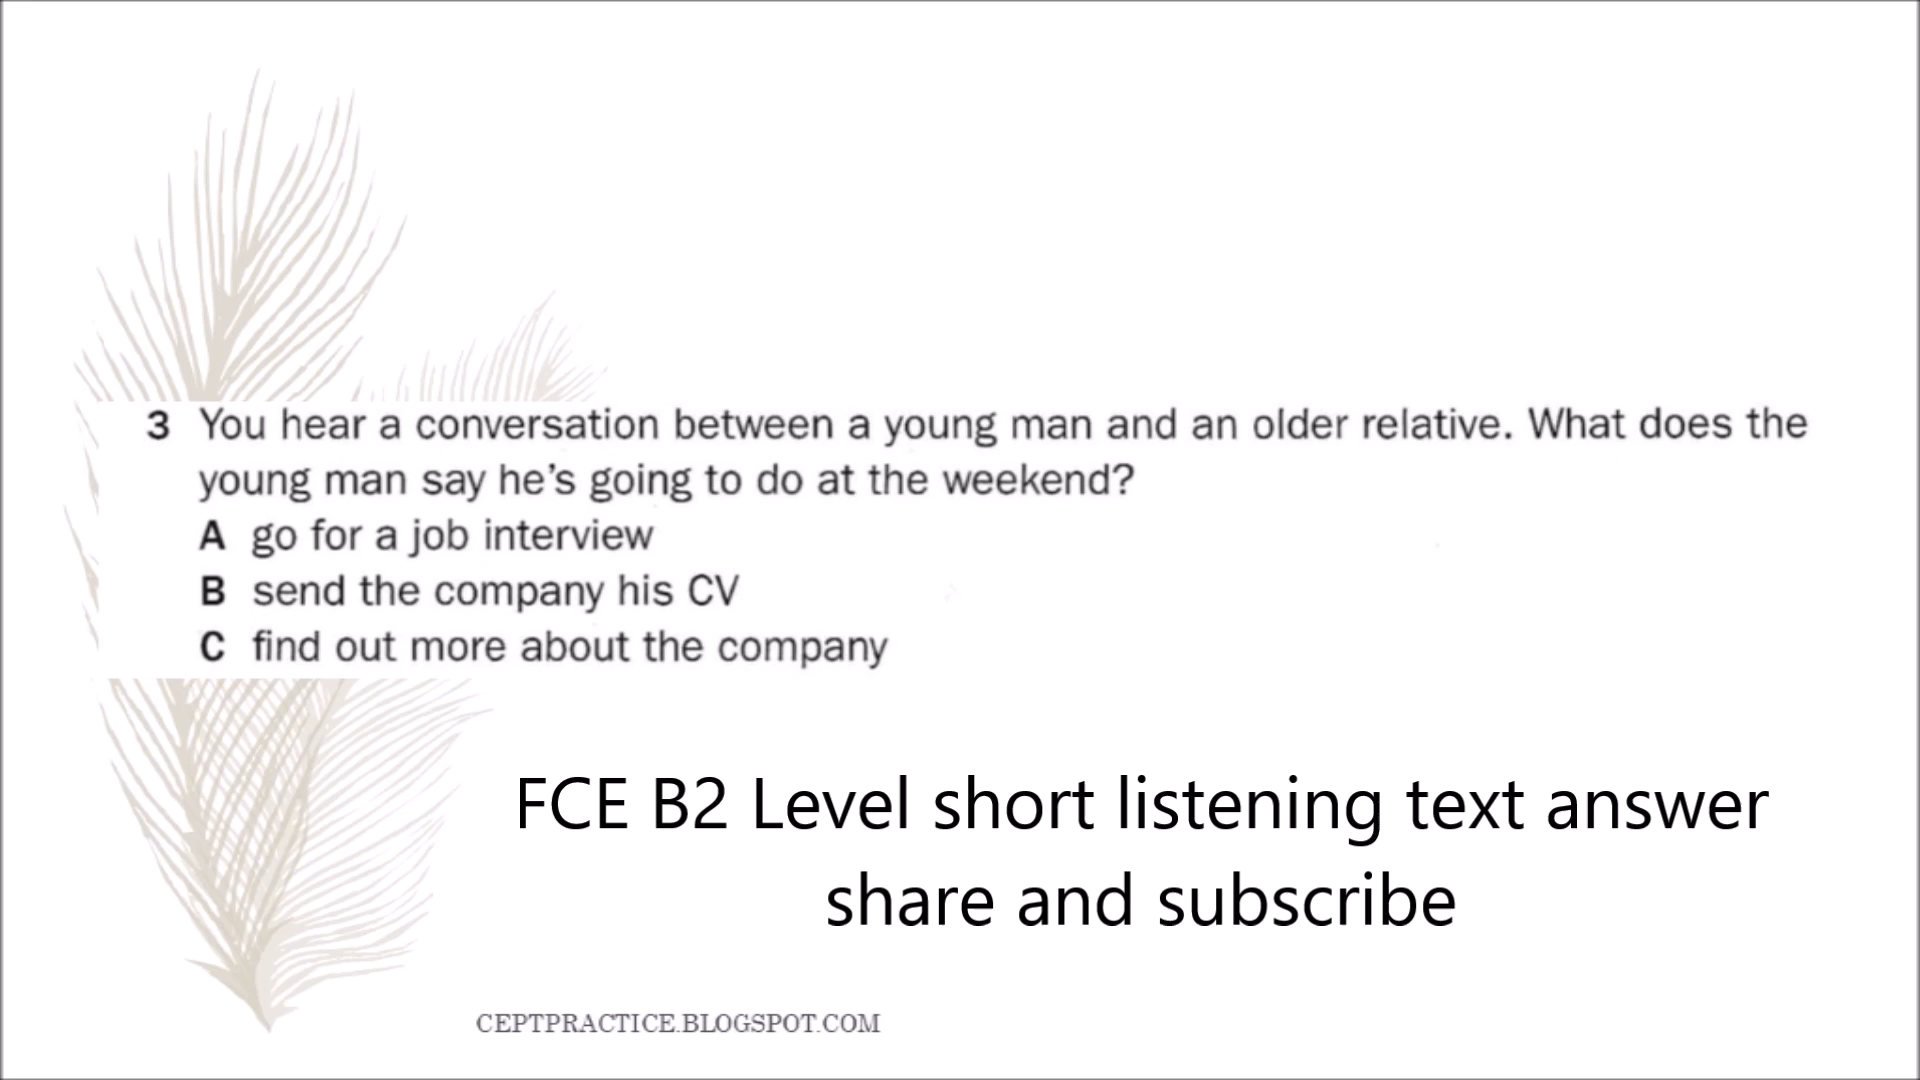 3 You hear a conversation between a young man and an older relative. What does the
young man say he's going to do at the weekend?
A go for a job interview
B send the company his CV
C find out more about the company
FCE B2 Level short listening text answer
share and subscribe
CEPTPRACTICE.BLOGSPOT.COM